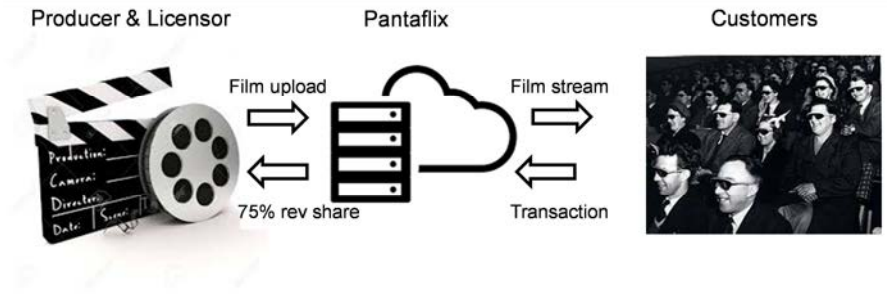 Producer & Licensor
Pantaflix
Customers
Film upload
Film stream
75% rev share
Transaction
Production:
Camera:
Director:
Date: